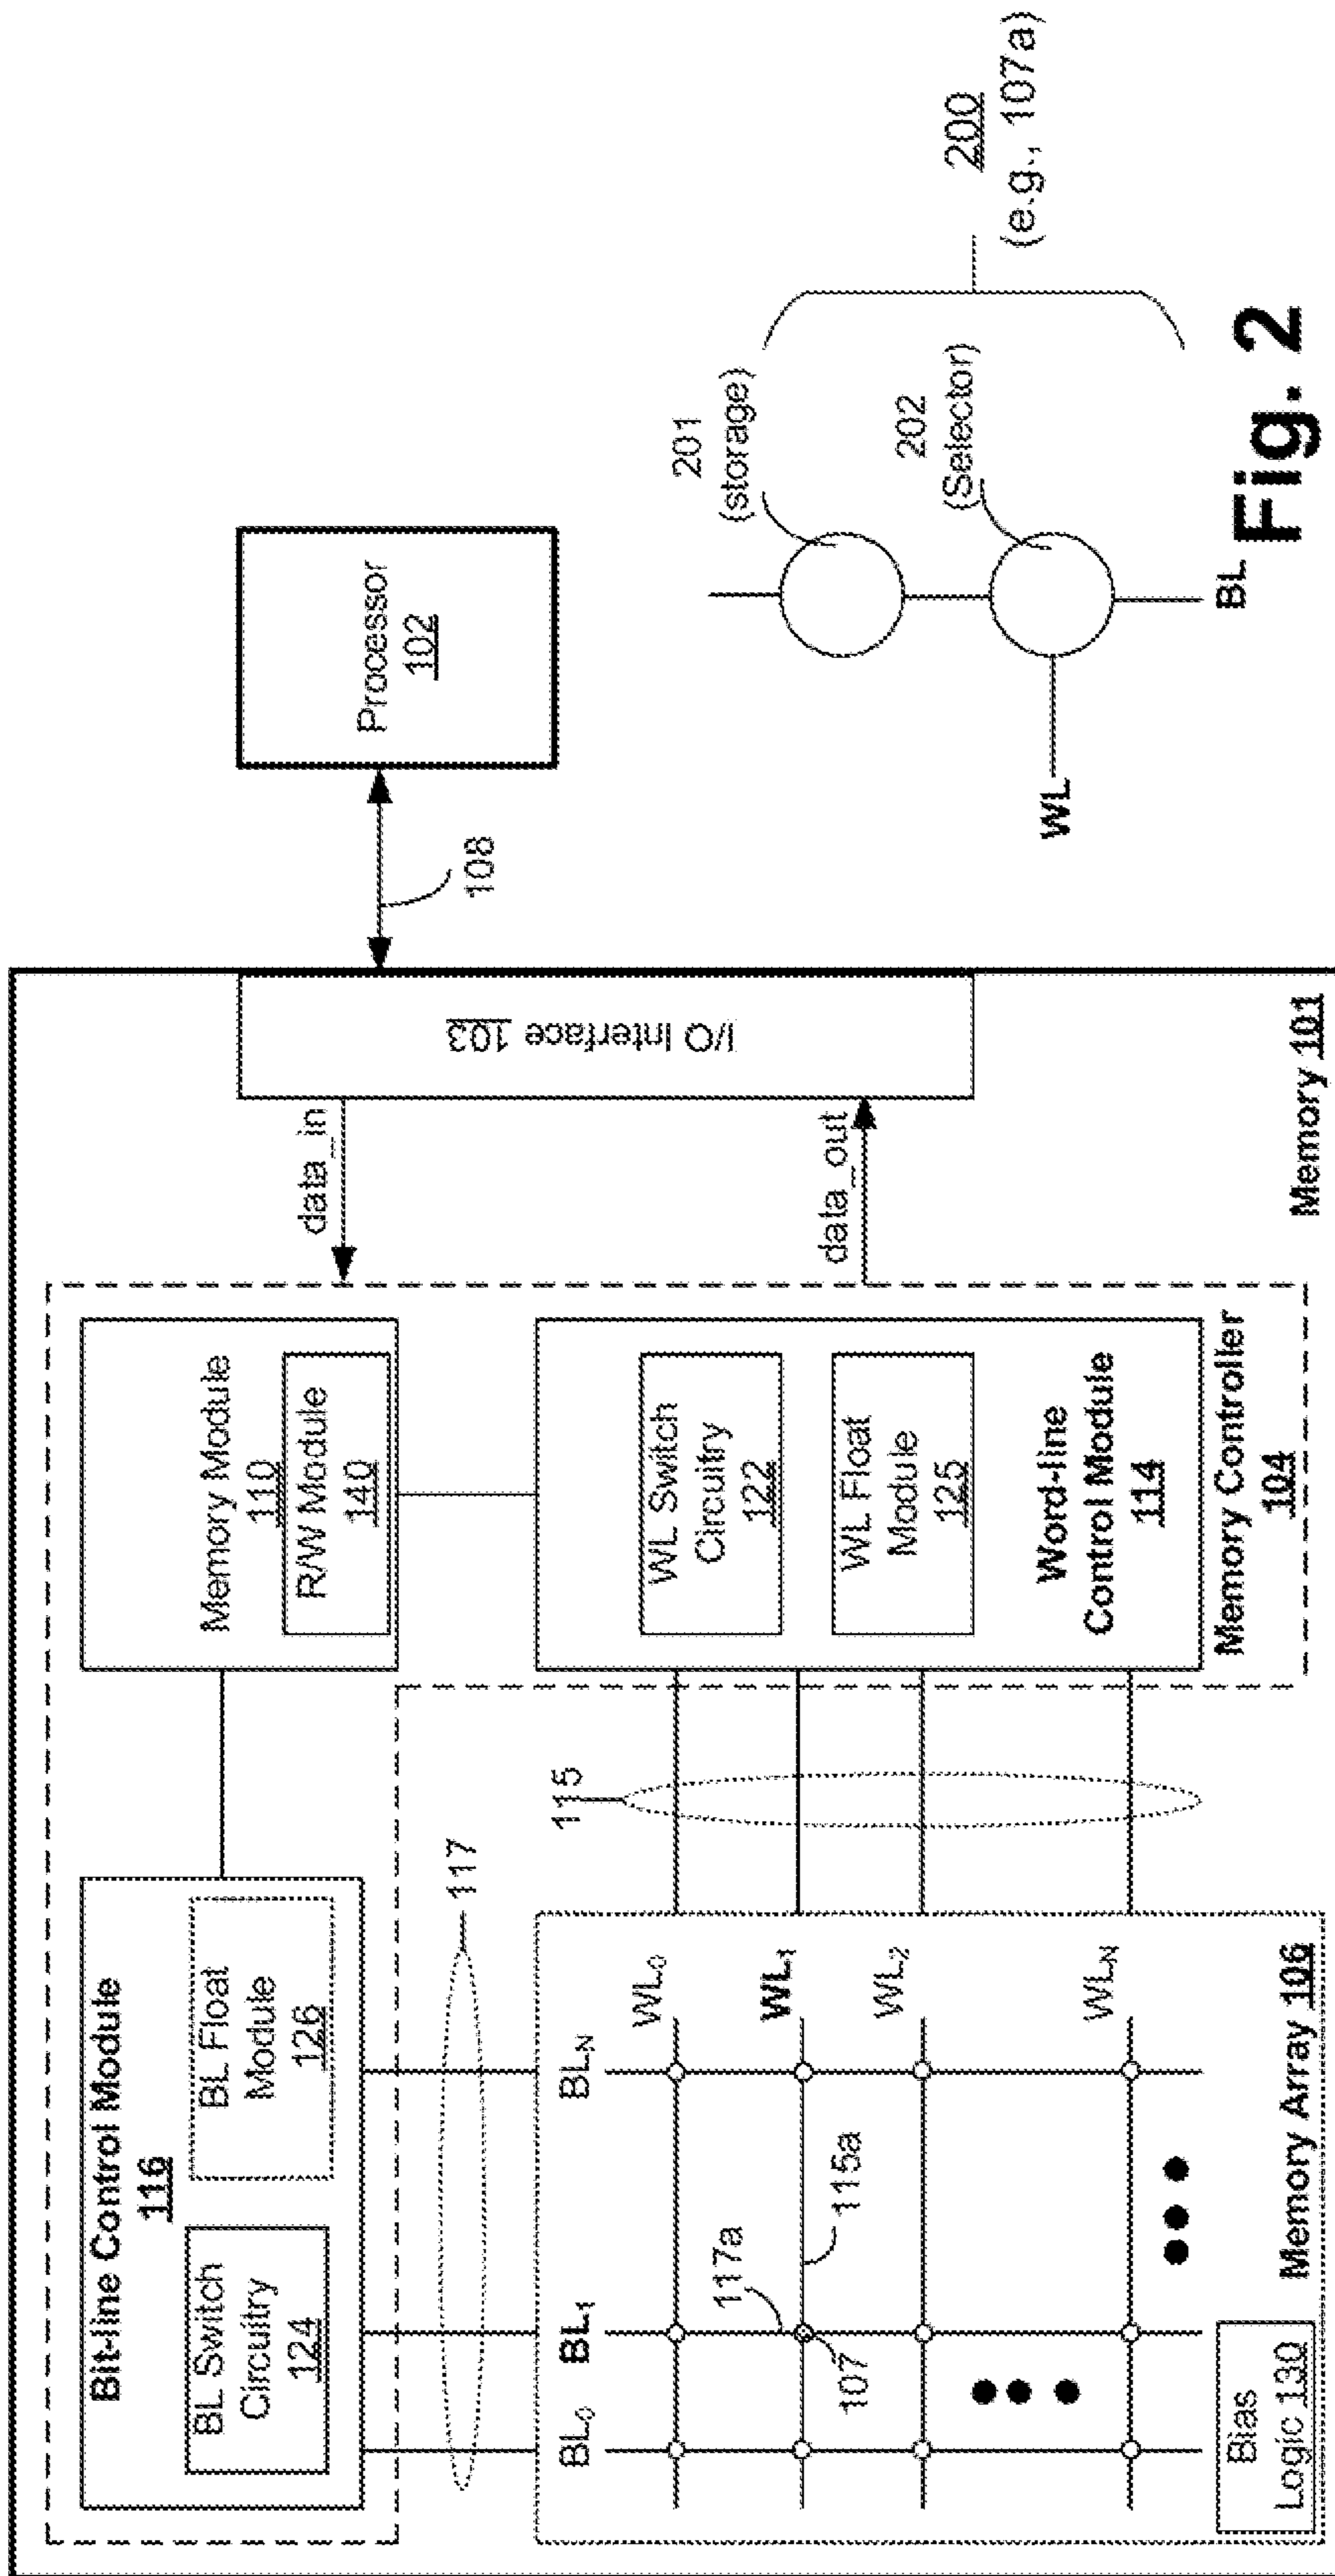 Bit-line Control Module
116
BL Switch
Circuitry
124
BL Float
Module
126
Memory Module
110
R/W Module
140
data_in
I/O Interface 103
data_out
108
Processor
102
117
115
WL Switch
Circuitry
122
WL Float
Module
125
Word-line
Control Module
114
Memory Controller
104
BL0
BL1
BLN
WL0
WL1
WL2
WLN
117a
115a
107
Bias
Logic 130
Memory Array 106
Memory 101
201
(storage)
202
(Selector)
WL
BL
200
(e.g., 107a)
Fig. 2